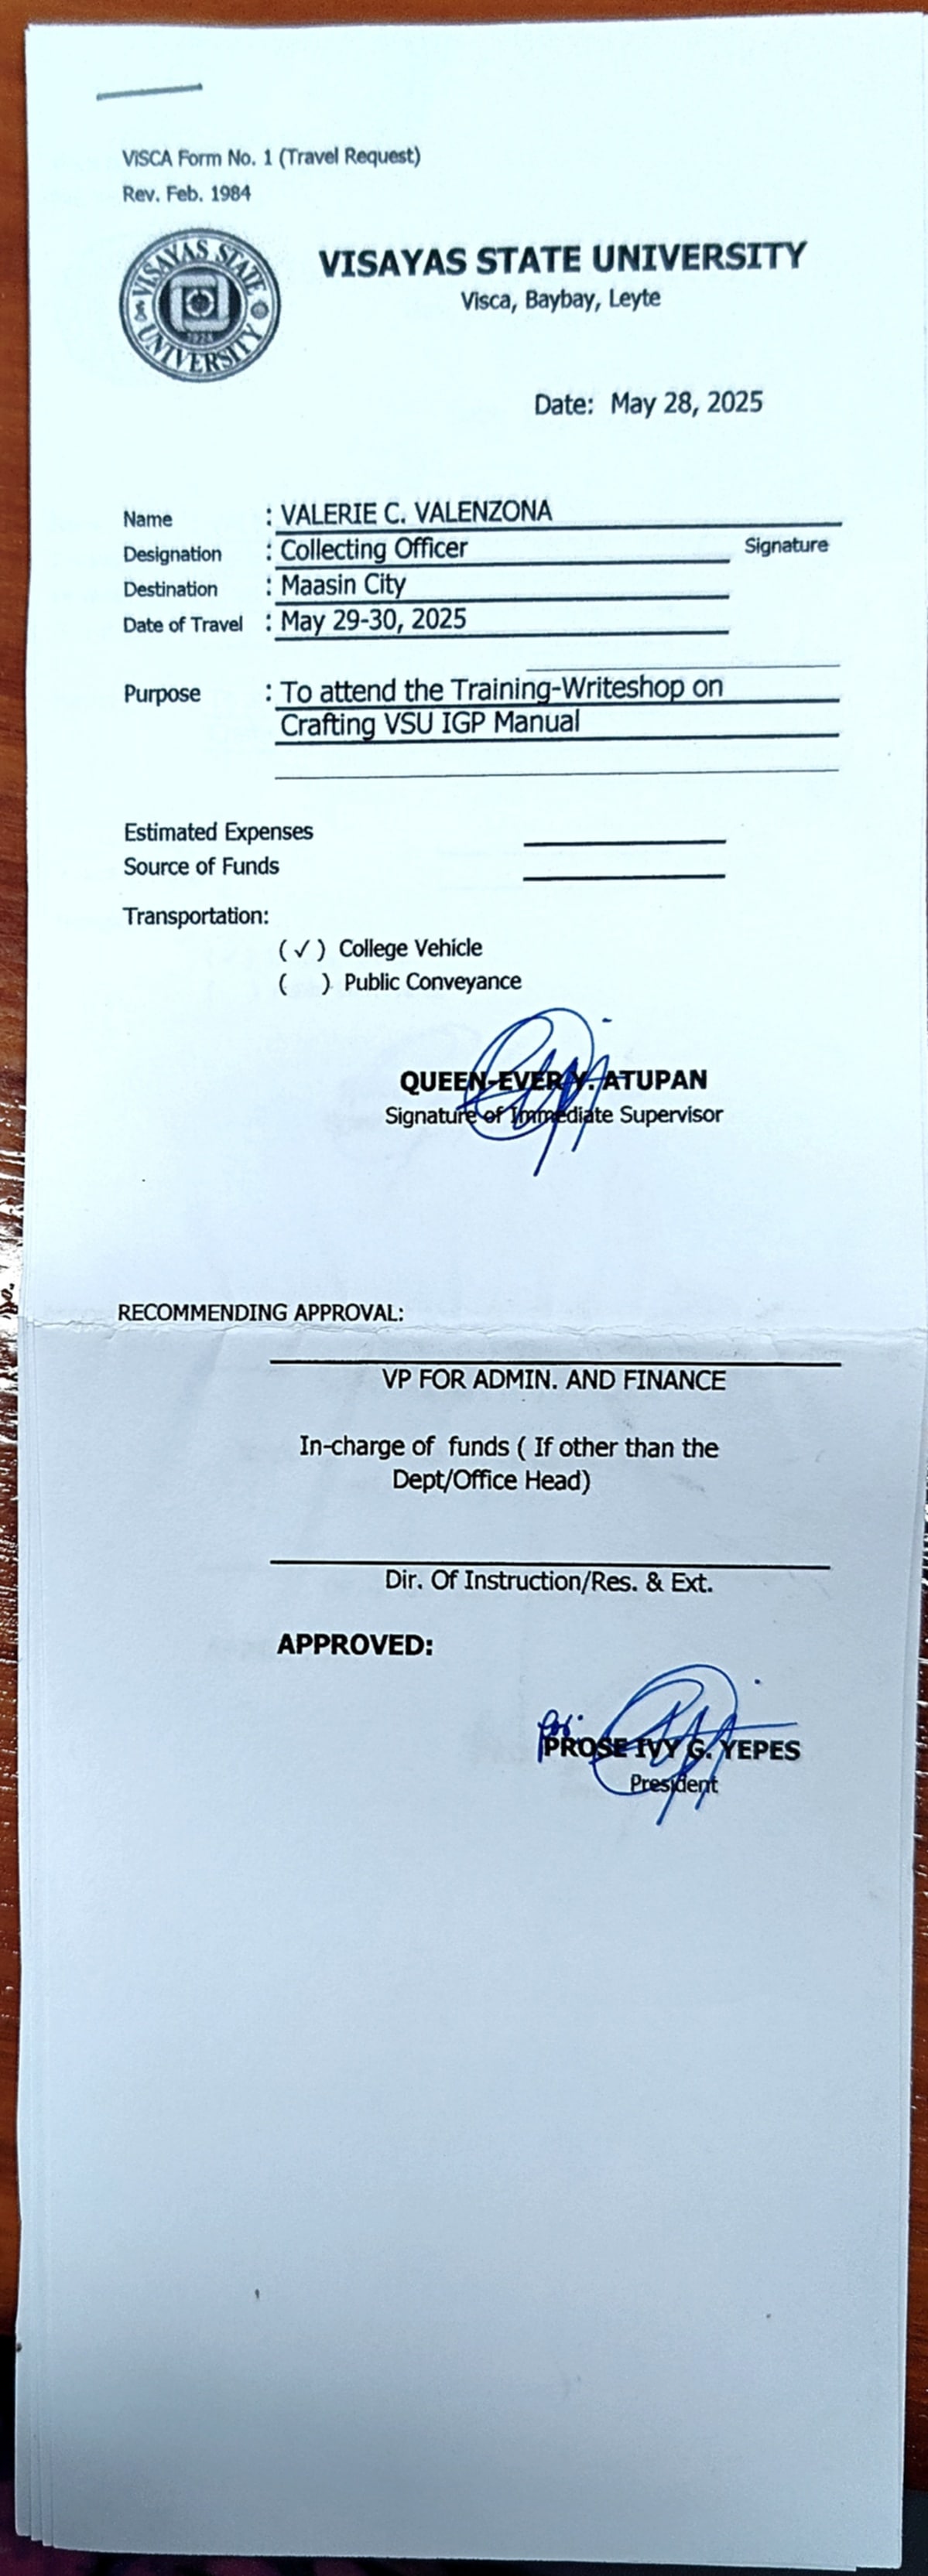 ViSCA Form No. 1 (Travel Request)
Rev. Feb. 1984
VISAYAS STATE UNIVERSITY
VISAYAS STATE UNIVERSITY
Visca, Baybay, Leyte
Date: May 28, 2025
Name : VALERIE C. VALENZONA
Designation : Collecting Officer Signature
Destination : Maasin City
Date of Travel : May 29-30, 2025
Purpose : To attend the Training-Writeshop on
Crafting VSU IGP Manual
Estimated Expenses
Source of Funds
Transportation:
(✓) College Vehicle
( ) Public Conveyance
QUEEN-EVER Y. ATUPAN
Signature of Immediate Supervisor
RECOMMENDING APPROVAL:
VP FOR ADMIN. AND FINANCE
In-charge of funds ( If other than the
Dept/Office Head)
Dir. Of Instruction/Res. & Ext.
APPROVED:
PROSE IVY G. YEPES
President